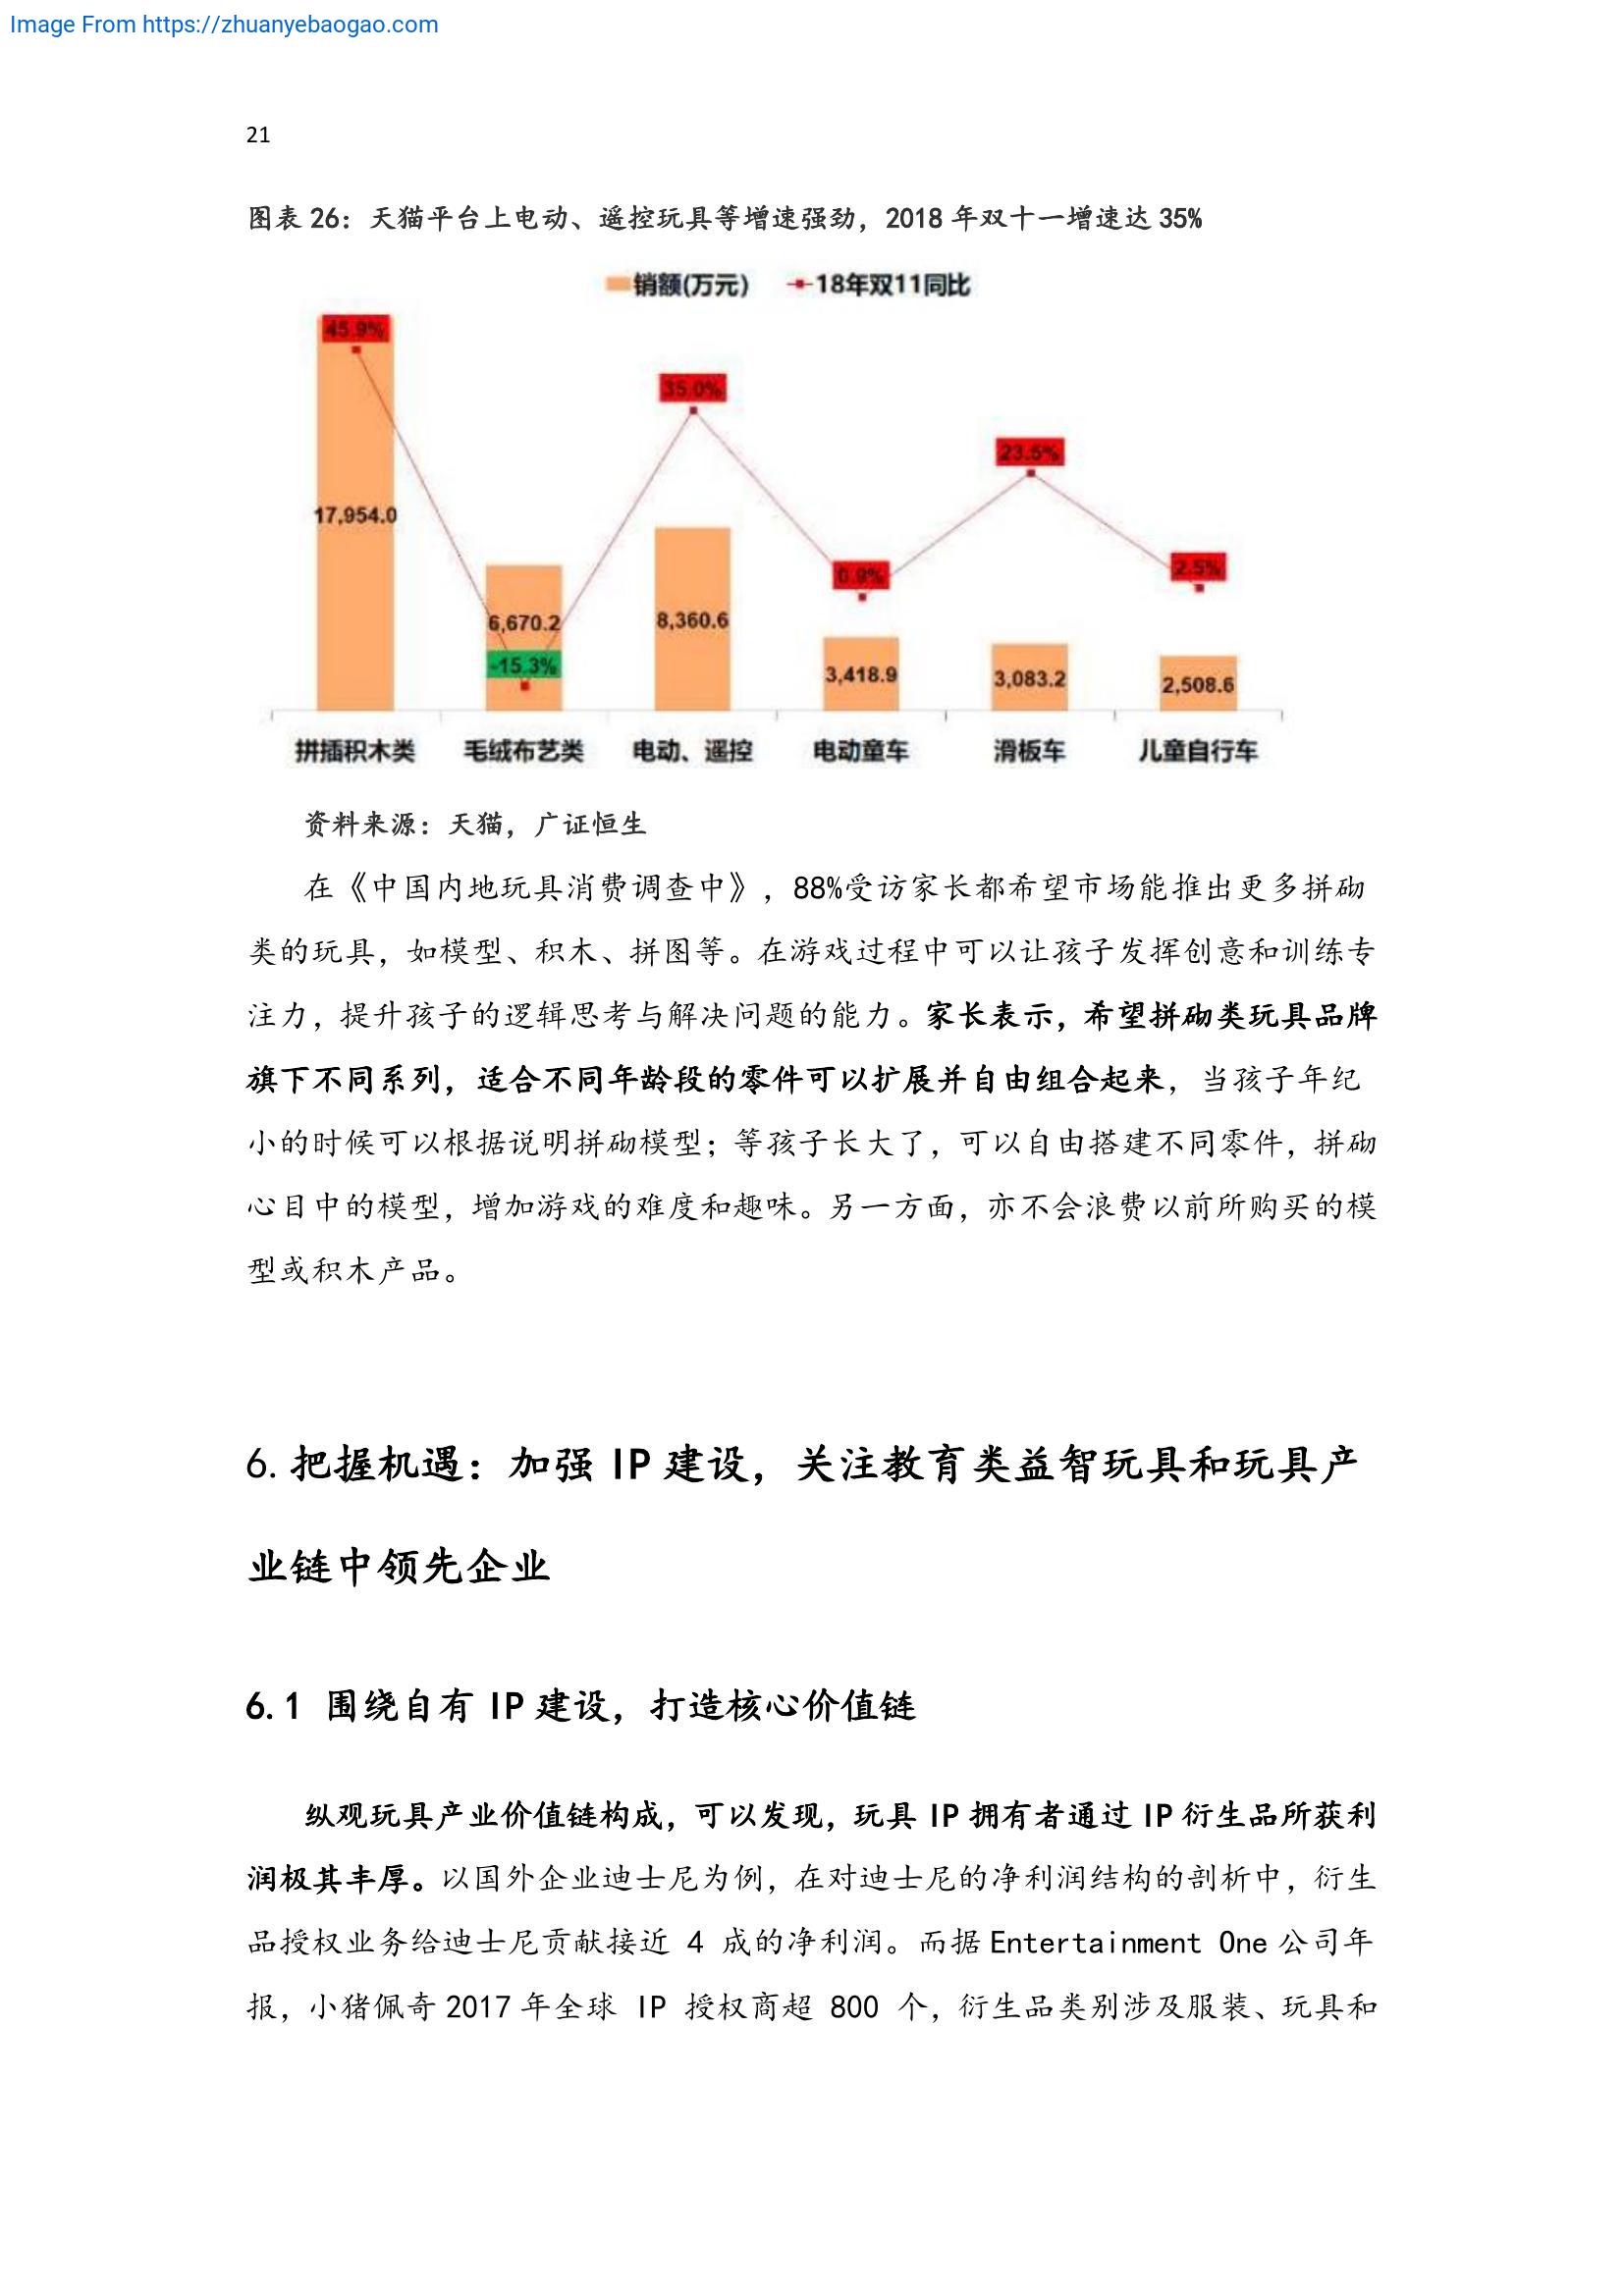 Image From https://zhuanyebaogao.com
21
图表 26：天猫平台上电动、遥控玩具等增速强劲，2018 年双十一增速达 35%
销额(万元) 18年双11同比
45.9%
35.0%
23.5%
17,954.0
0.9%
2.5%
6,670.2
8,360.6
-15.3%
3,418.9
3,083.2
2,508.6
拼插积木类 毛绒布艺类 电动、遥控 电动童车 滑板车 儿童自行车
资料来源：天猫，广证恒生
在《中国内地玩具消费调查中》，88%受访家长都希望市场能推出更多拼砌
类的玩具，如模型、积木、拼图等。在游戏过程中可以让孩子发挥创意和训练专
注力，提升孩子的逻辑思考与解决问题的能力。家长表示，希望拼砌类玩具品牌
旗下不同系列，适合不同年龄段的零件可以扩展并自由组合起来，当孩子年纪
小的时候可以根据说明拼砌模型；等孩子长大了，可以自由搭建不同零件，拼砌
心目中的模型，增加游戏的难度和趣味。另一方面，亦不会浪费以前所购买的模
型或积木产品。
6.把握机遇：加强 IP 建设，关注教育类益智玩具和玩具产
业链中领先企业
6.1 围绕自有 IP 建设，打造核心价值链
纵观玩具产业价值链构成，可以发现，玩具 IP 拥有者通过 IP 衍生品所获利
润极其丰厚。以国外企业迪士尼为例，在对迪士尼的净利润结构的剖析中，衍生
品授权业务给迪士尼贡献接近 4 成的净利润。而据 Entertainment One 公司年
报，小猪佩奇 2017 年全球 IP 授权商超 800 个，衍生品类别涉及服装、玩具和